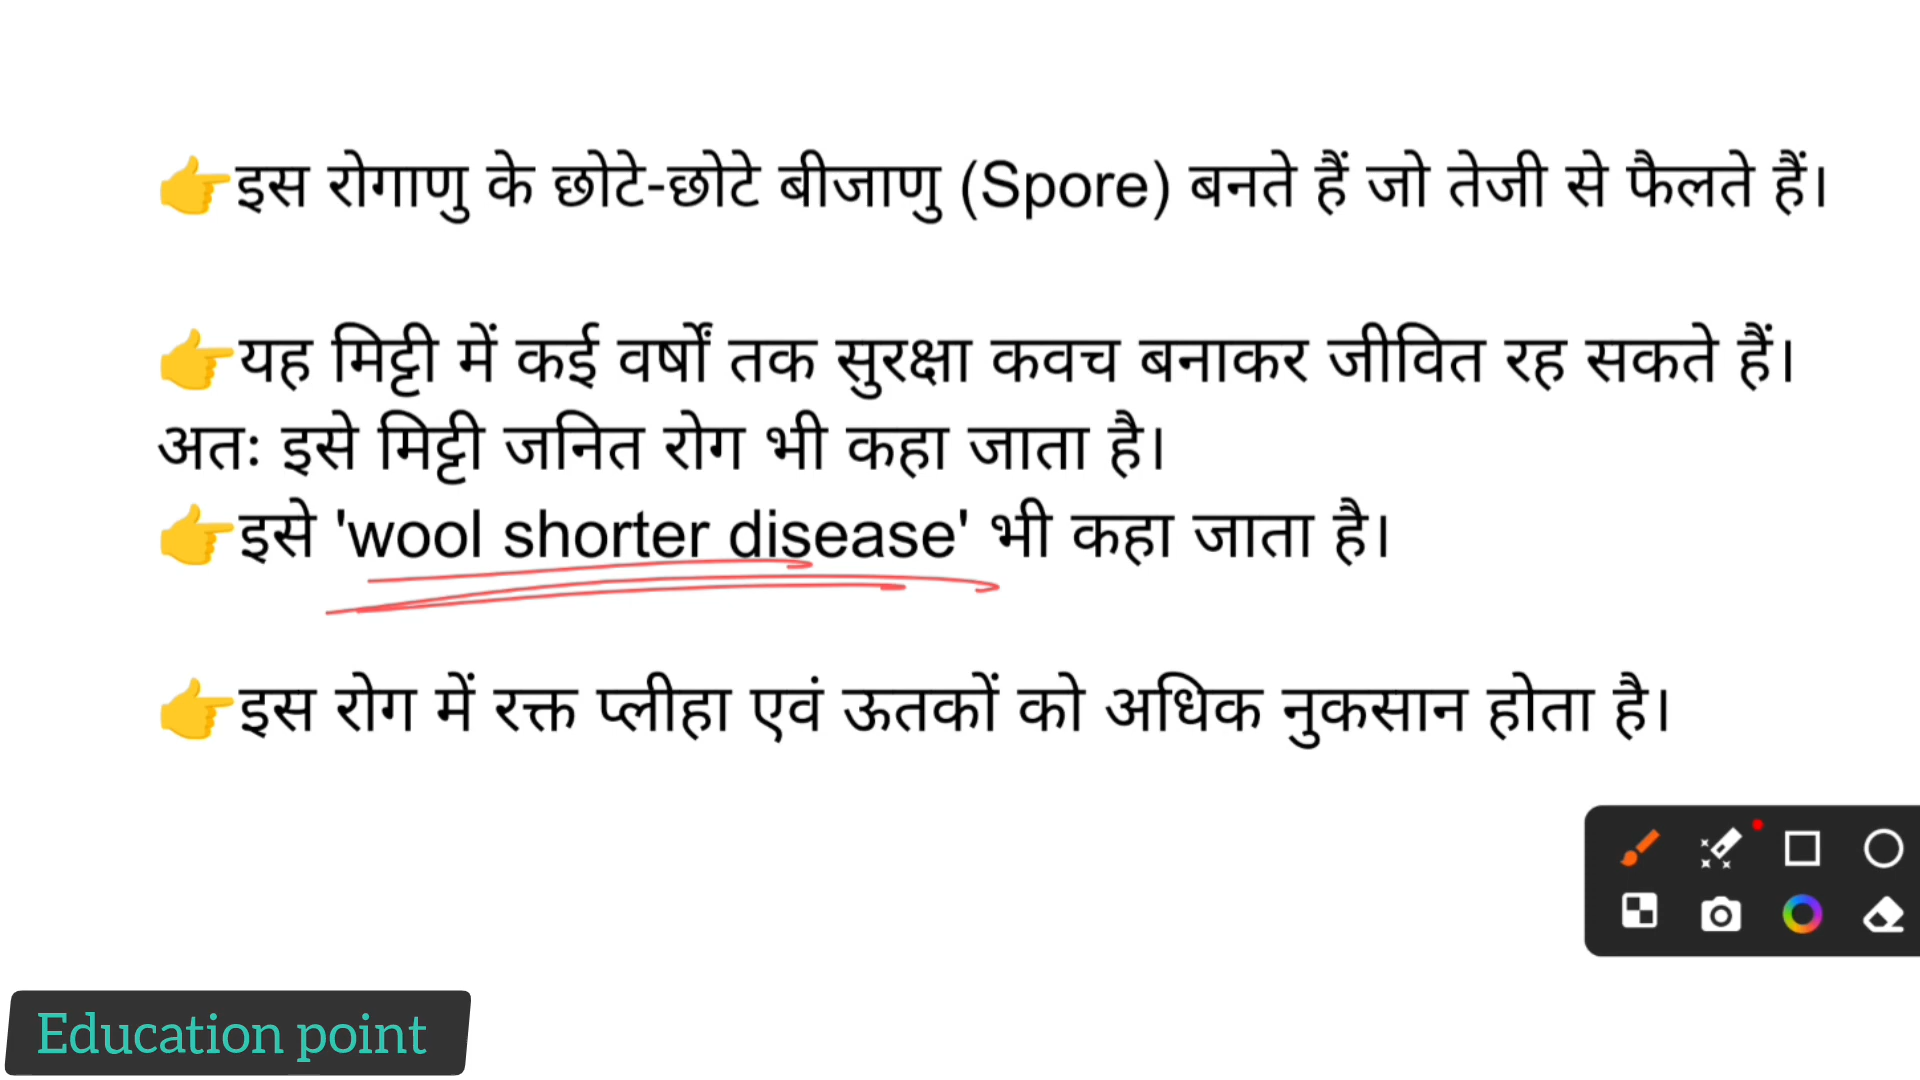 👉इस रोगाणु के छोटे-छोटे बीजाणु (Spore) बनते हैं जो तेजी से फैलते हैं।
👉यह मिट्टी में कई वर्षों तक सुरक्षा कवच बनाकर जीवित रह सकते हैं।
अतः इसे मिट्टी जनित रोग भी कहा जाता है।
👉इसे 'wool shorter disease' भी कहा जाता है।
👉इस रोग में रक्त प्लीहा एवं ऊतकों को अधिक नुकसान होता है।
Education point